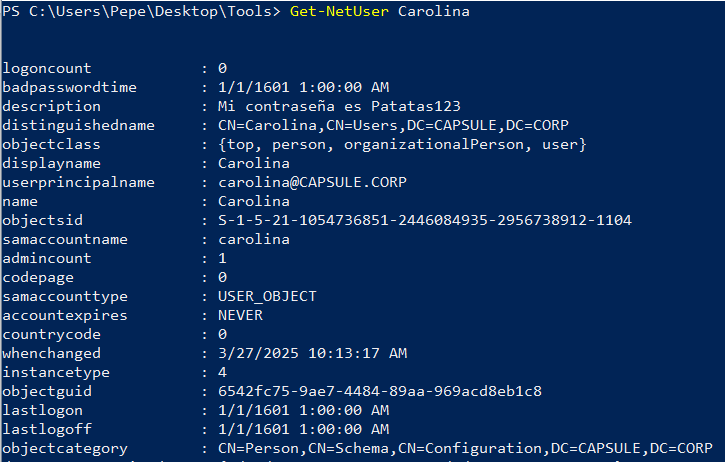 PS C:\Users\Pepe\Desktop\Tools> Get-NetUser Carolina
logoncount : 0
badpasswordtime : 1/1/1601 1:00:00 AM
description : Mi contraseña es Patatas123
distinguishedname : CN=Carolina,CN=Users,DC=CAPSULE,DC=CORP
objectclass : {top, person, organizationalPerson, user}
displayname : Carolina
userprincipalname : carolina@CAPSULE.CORP
name : Carolina
objectsid : S-1-5-21-1054736851-2446084935-2956738912-1104
samaccountname : carolina
admincount : 1
codepage : 0
samaccounttype : USER_OBJECT
accountexpires : NEVER
countrycode : 0
whenchanged : 3/27/2025 10:13:17 AM
instancetype : 4
objectguid : 6542fc75-9ae7-4484-89aa-969acd8eb1c8
lastlogon : 1/1/1601 1:00:00 AM
lastlogoff : 1/1/1601 1:00:00 AM
objectcategory : CN=Person,CN=Schema,CN=Configuration,DC=CAPSULE,DC=CORP